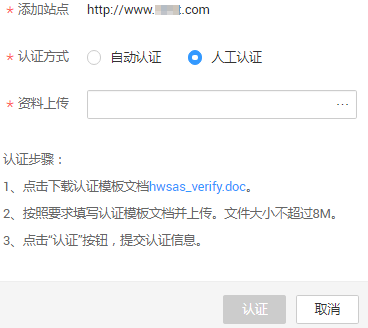 * 添加站点 http://www. .com
* 认证方式 自动认证 人工认证
* 资料上传 ...
认证步骤：
1、点击下载认证模板文档hwsas_verify.doc。
2、按照要求填写认证模板文档并上传。文件大小不超过8M。
3、点击“认证”按钮，提交认证信息。
认证 取消